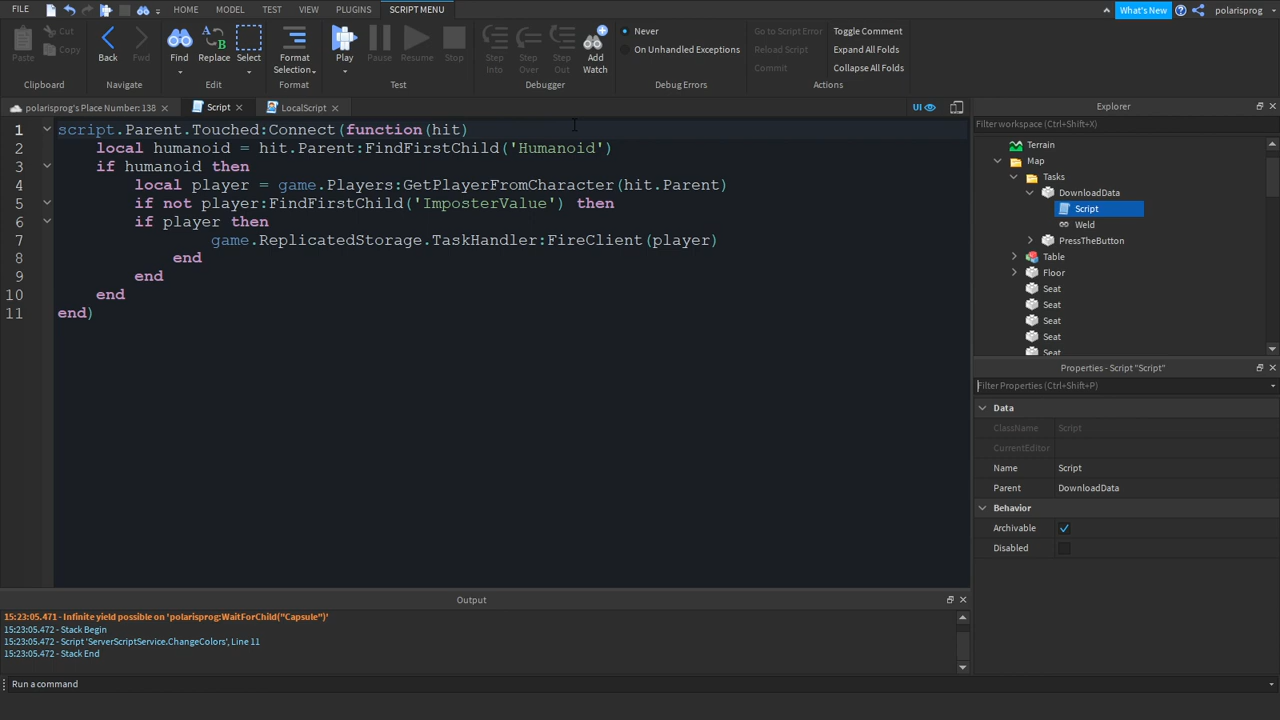 FILE HOME MODEL TEST VIEW PLUGINS SCRIPT MENU What's New polarisprog
Paste Cut Copy Back Fwd Find Replace Select Format Selection Play Pause Resume Stop Step Into Step Over Step Out Add Watch Never On Unhandled Exceptions Go to Script Error Reload Script Commit Toggle Comment Expand All Folds Collapse All Folds
Clipboard Navigate Edit Format Test Debugger Debug Errors Actions
polarisprog's Place Number: 138 Script LocalScript UI
1 script.Parent.Touched:Connect(function(hit)
2 local humanoid = hit.Parent:FindFirstChild('Humanoid')
3 if humanoid then
4 local player = game.Players:GetPlayerFromCharacter(hit.Parent)
5 if not player:FindFirstChild('ImposterValue') then
6 if player then
7 game.ReplicatedStorage.TaskHandler:FireClient(player)
8 end
9 end
10 end
11 end)
Explorer
Filter workspace (Ctrl+Shift+X)
Terrain
Map
Tasks
DownloadData
Script
Weld
PressTheButton
Table
Floor
Seat
Seat
Seat
Seat
Seat
Properties - Script "Script"
Filter Properties (Ctrl+Shift+P)
Data
ClassName Script
CurrentEditor
Name Script
Parent DownloadData
Behavior
Archivable
Disabled
Output
15:23:05.471 - Infinite yield possible on 'polarisprog:WaitForChild("Capsule")'
15:23:05.472 - Stack Begin
15:23:05.472 - Script 'ServerScriptService.ChangeColors', Line 11
15:23:05.472 - Stack End
Run a command